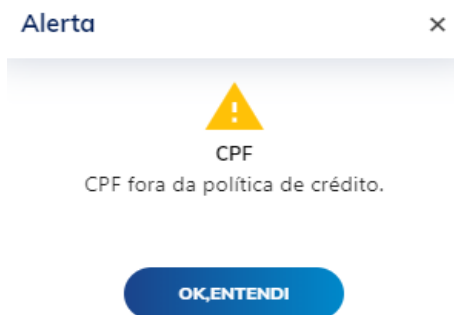 Alerta
CPF
CPF fora da política de crédito.
OK,ENTENDI